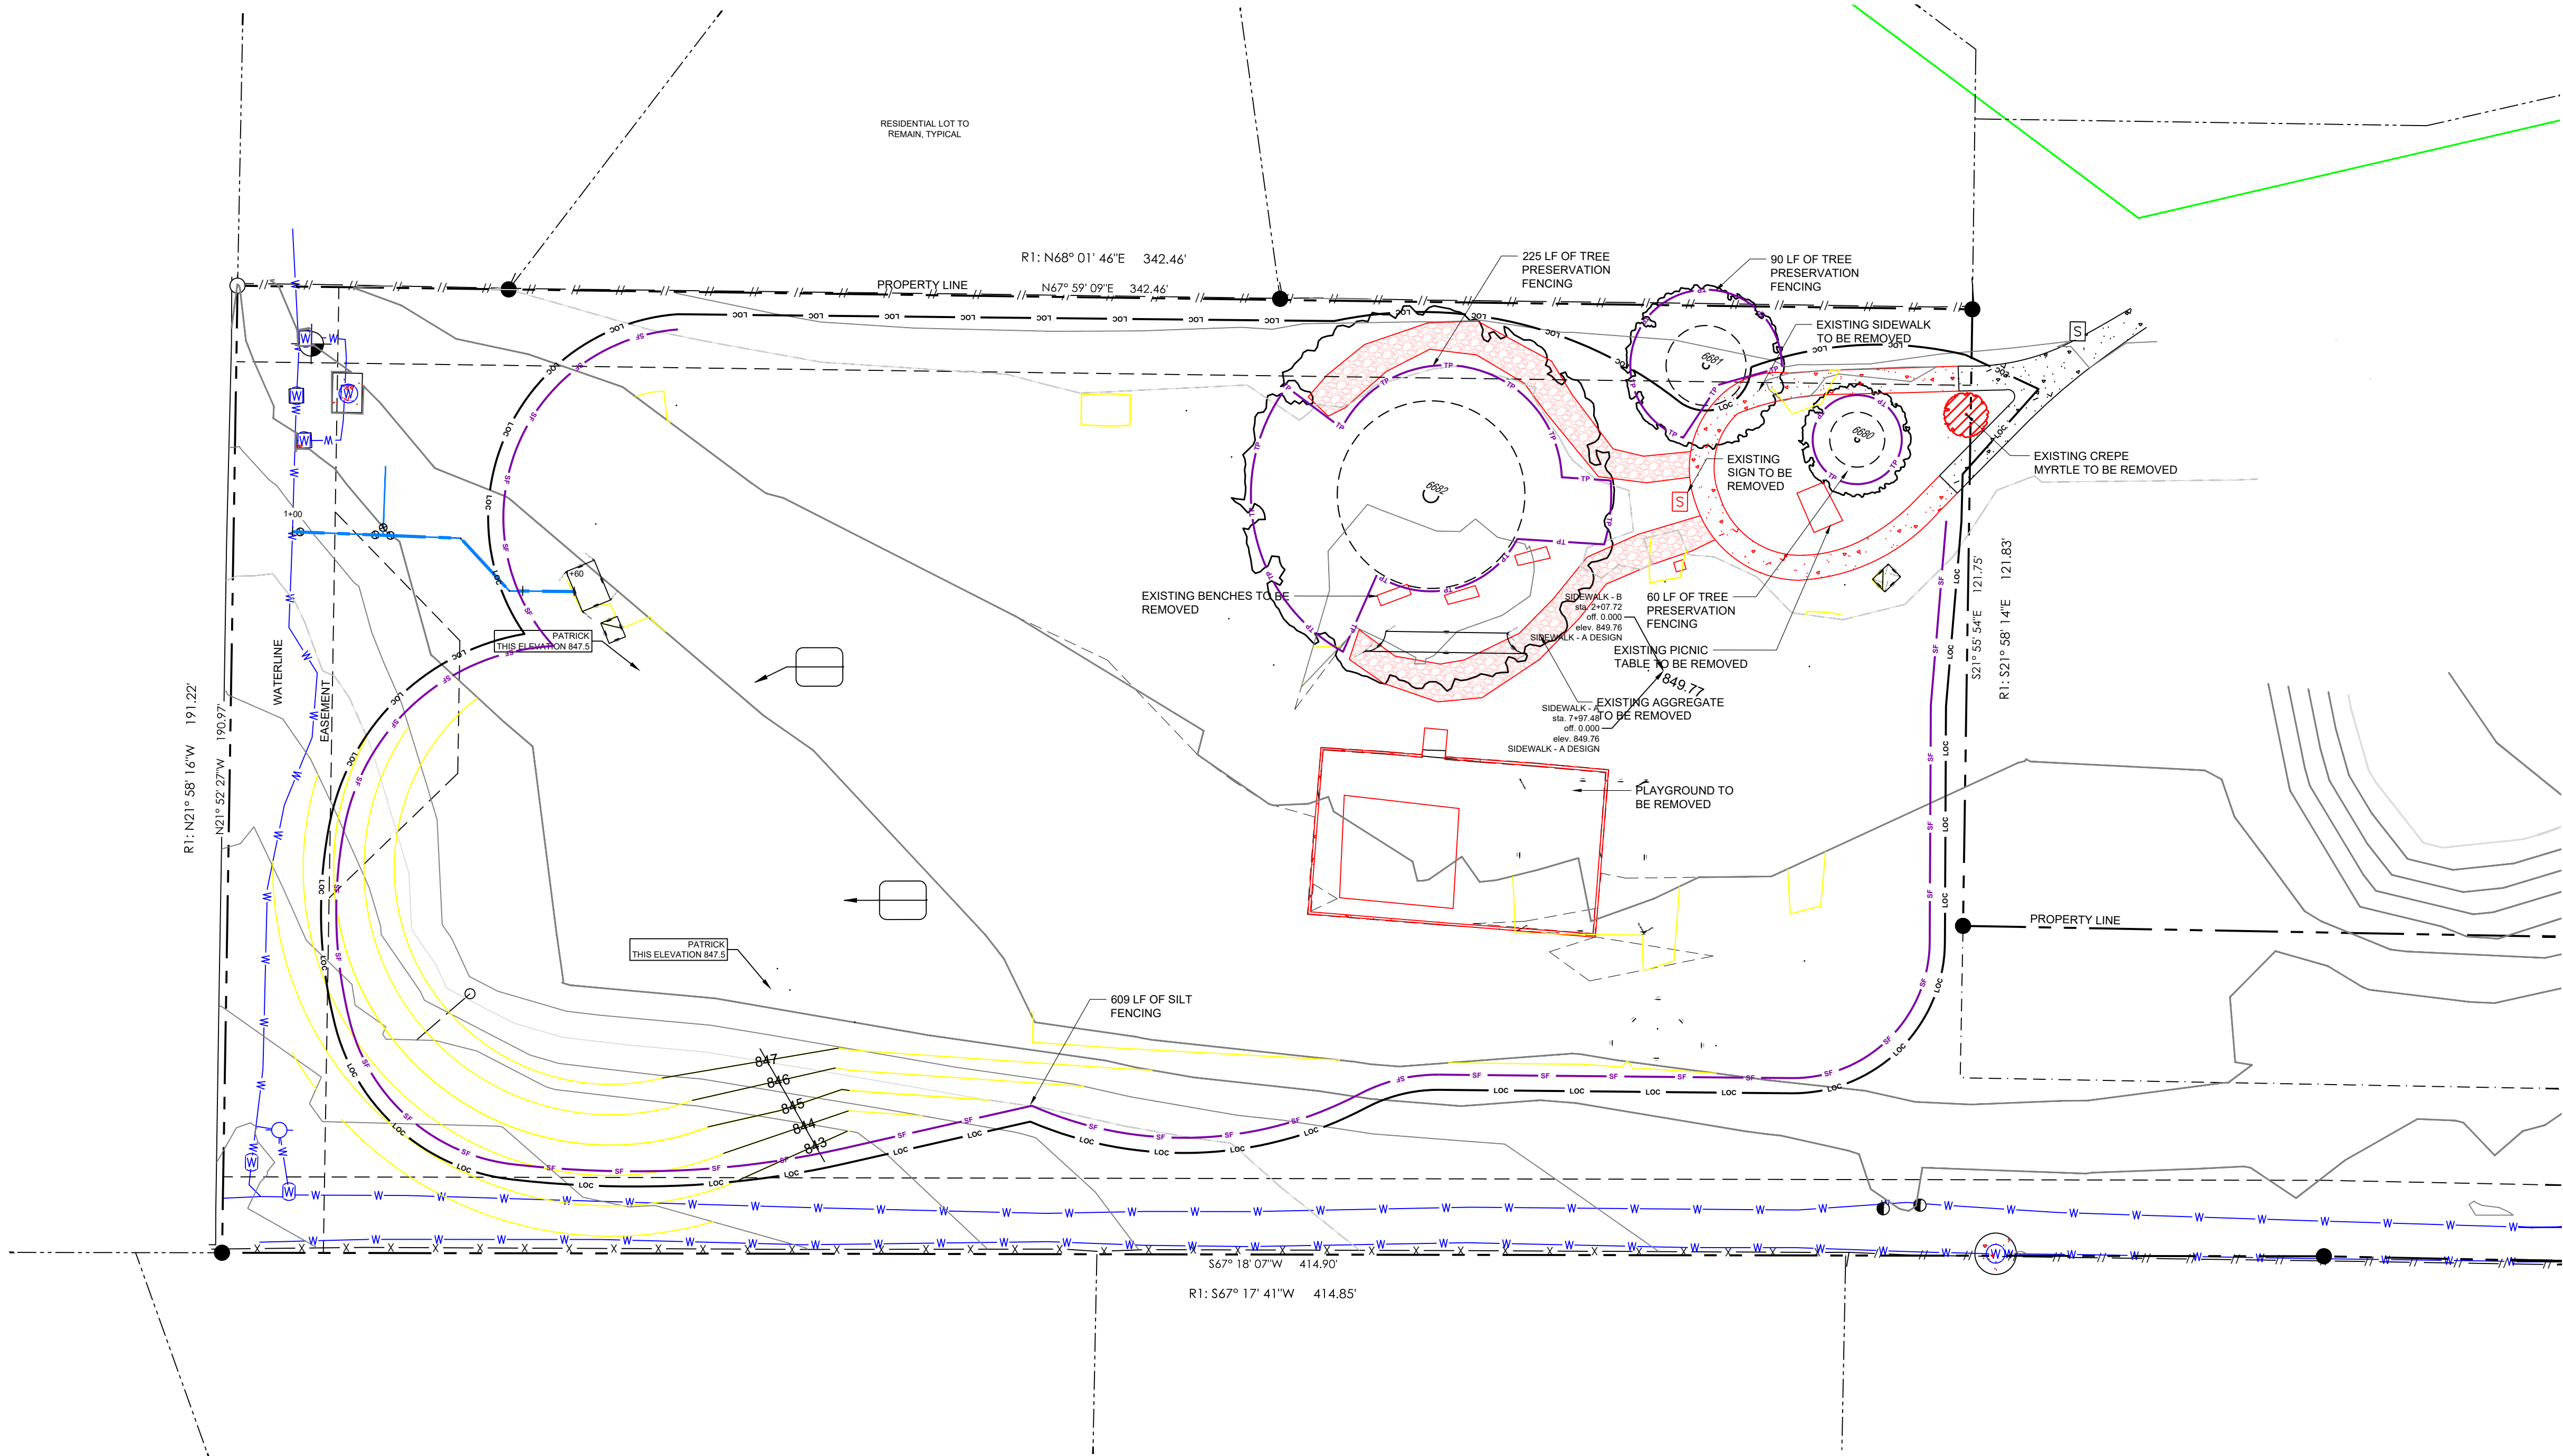 RESIDENTIAL LOT TO
REMAIN, TYPICAL
R1: N68° 01' 46"E 342.46'
PROPERTY LINE
N67° 59' 09"E 342.46'
225 LF OF TREE
PRESERVATION
FENCING
90 LF OF TREE
PRESERVATION
FENCING
EXISTING SIDEWALK
TO BE REMOVED
S
6681
6680
6682
EXISTING
SIGN TO BE
REMOVED
S
EXISTING CREPE
MYRTLE TO BE REMOVED
1+00
+60
EXISTING BENCHES TO BE
REMOVED
SIDEWALK - B
sta. 2+07.72
off. 0.000
elev. 849.76
SIDEWALK - A DESIGN
60 LF OF TREE
PRESERVATION
FENCING
EXISTING PICNIC
TABLE TO BE REMOVED
849.77
EXISTING AGGREGATE
TO BE REMOVED
SIDEWALK - A
sta. 7+97.48
off. 0.000
elev. 849.76
SIDEWALK - A DESIGN
PATRICK
THIS ELEVATION 847.5
WATERLINE
EASEMENT
R1: N21° 58' 16"W 191.22'
N21° 52' 27"W 190.97'
S21° 55' 54"E 121.75'
R1: S21° 58' 14"E 121.83'
PLAYGROUND TO
BE REMOVED
PROPERTY LINE
PATRICK
THIS ELEVATION 847.5
609 LF OF SILT
FENCING
847
846
845
844
843
S67° 18' 07"W 414.90'
R1: S67° 17' 41"W 414.85'
LOC
SF
TP
W